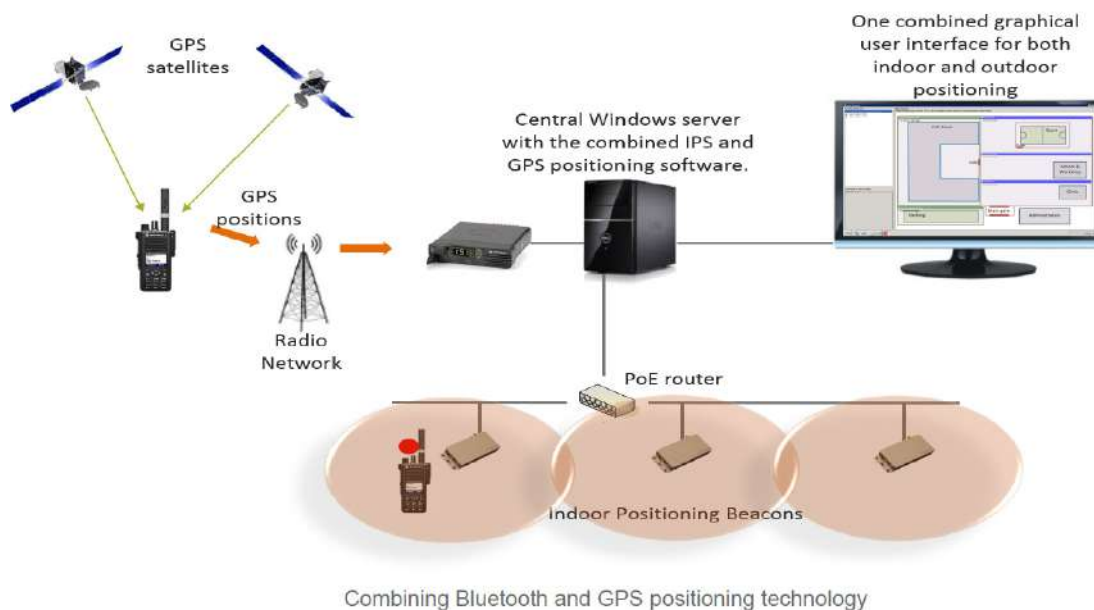 GPS
satellites
One combined graphical
user interface for both
indoor and outdoor
positioning
Central Windows server
with the combined IPS and
GPS positioning software.
GPS
positions
Radio
Network
PoE router
Indoor Positioning Beacons
Combining Bluetooth and GPS positioning technology